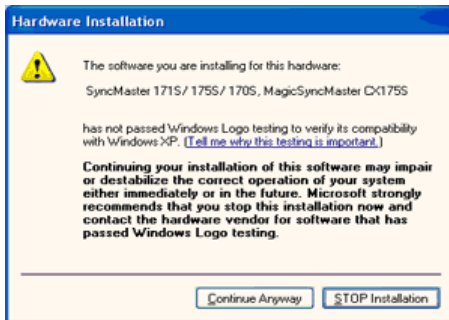 Hardware Installation
The software you are installing for this hardware:
SyncMaster 171S/ 175S/ 170S, MagicSyncMaster CX175S
has not passed Windows Logo testing to verify its compatibility
with Windows XP. (Tell me why this testing is important.)
Continuing your installation of this software may impair
or destabilize the correct operation of your system
either immediately or in the future. Microsoft strongly
recommends that you stop this installation now and
contact the hardware vendor for software that has
passed Windows Logo testing.
Continue Anyway STOP Installation